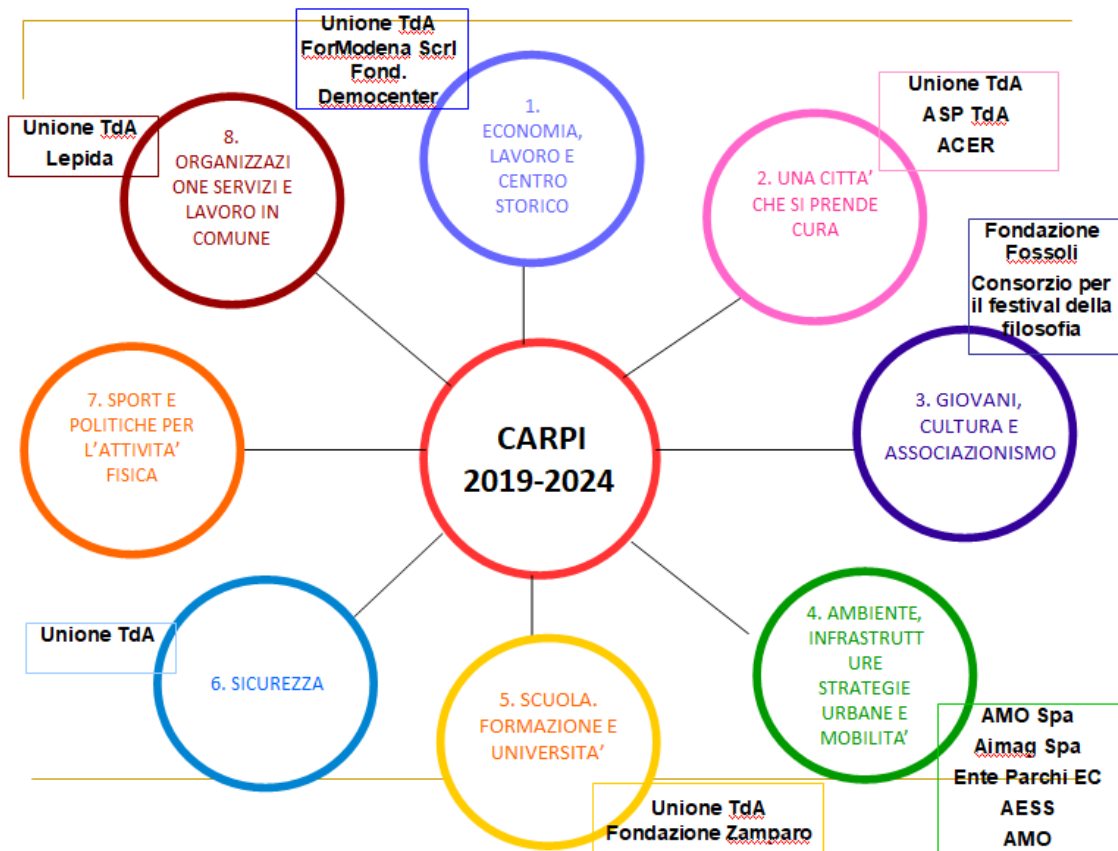 Unione TdA
ForModena Scrl
Fond.
Democenter
1.
ECONOMIA,
LAVORO E
CENTRO
STORICO
Unione TdA
ASP TdA
ACER
2. UNA CITTA'
CHE SI PRENDE
CURA
Fondazione
Fossoli
Consorzio per
il festival della
filosofia
3. GIOVANI,
CULTURA E
ASSOCIAZIONISMO
AMO Spa
Aimag Spa
Ente Parchi EC
AESS
AMO
4. AMBIENTE,
INFRASTRUTT
URE
STRATEGIE
URBANE E
MOBILITA'
Unione TdA
Fondazione Zamparo
5. SCUOLA.
FORMAZIONE E
UNIVERSITA'
Unione TdA
6. SICUREZZA
7. SPORT E
POLITICHE PER
L'ATTIVITA'
FISICA
Unione TdA
Lepida
8.
ORGANIZZAZI
ONE SERVIZI E
LAVORO IN
COMUNE
CARPI
2019-2024